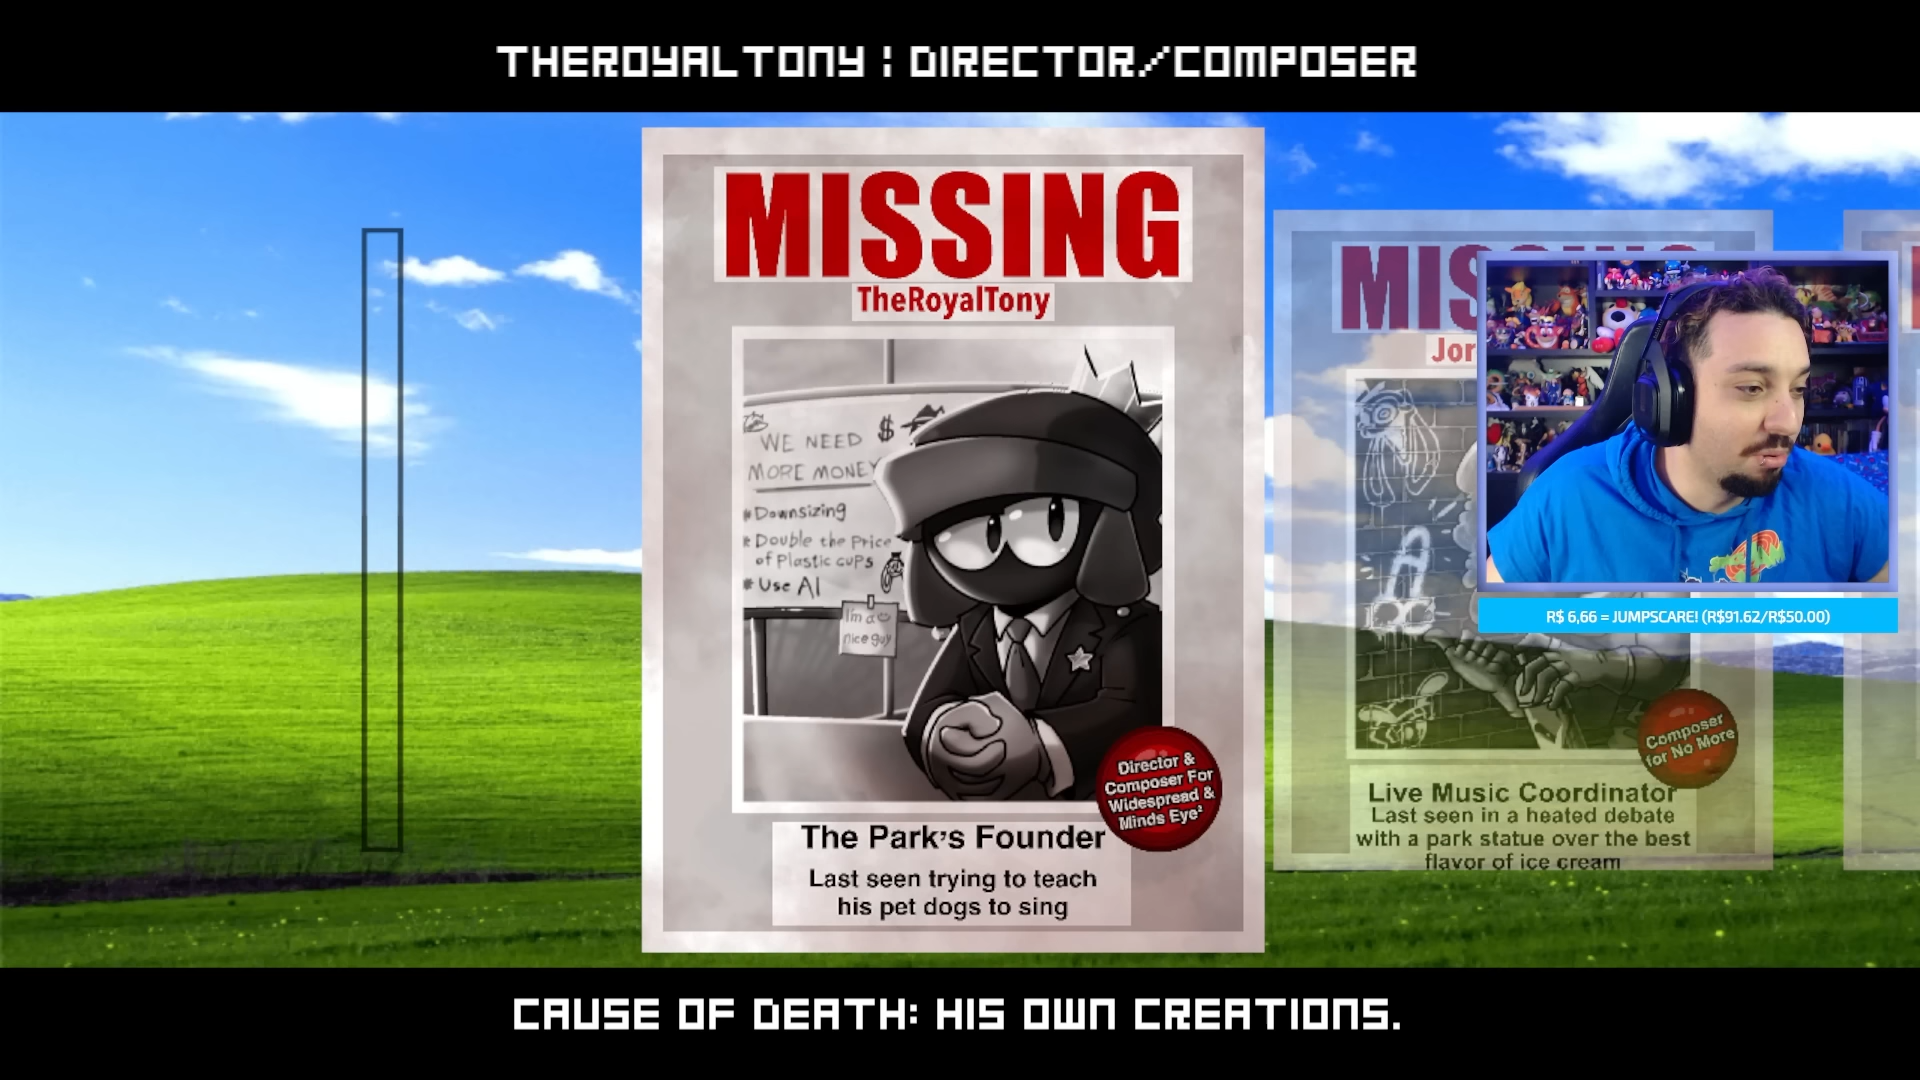 THEROYALTONY | DIRECTOR/COMPOSER
MISSING
TheRoyalTony
WE NEED $
MORE MONEY
*Downsizing
*Double the Price
of Plastic cups
*Use AI
I'm a
nice guy
Director &
Composer For
Widespread &
Minds Eye²
The Park's Founder
Last seen trying to teach
his pet dogs to sing
MIS
Jor
Composer
for No More
Live Music Coordinator
Last seen in a heated debate
with a park statue over the best
flavor of ice cream
R$ 6,66 = JUMPSCARE! (R$91.62/R$50.00)
CAUSE OF DEATH: HIS OWN CREATIONS.